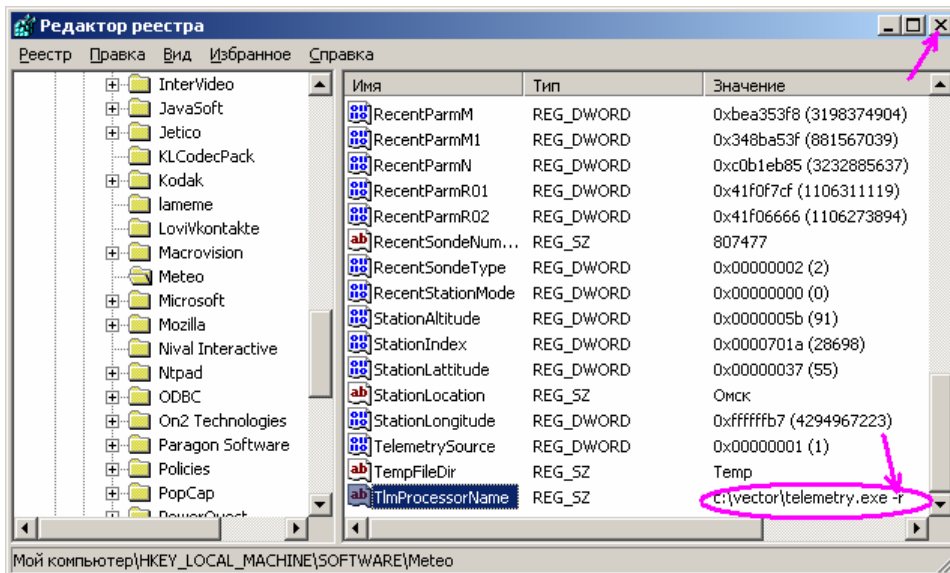 Редактор реестра
Реестр Правка Вид Избранное Справка
InterVideo
JavaSoft
Jetico
KLCodecPack
Kodak
lameme
LoviVkontakte
Macrovision
Meteo
Microsoft
Mozilla
Nival Interactive
Ntpad
ODBC
On2 Technologies
Paragon Software
Policies
PopCap
PowerQuest
Имя Тип Значение
RecentParmM REG_DWORD 0xbea353f8 (3198374904)
RecentParmM1 REG_DWORD 0x348ba53f (881567039)
RecentParmN REG_DWORD 0xc0b1eb85 (3232885637)
RecentParmR01 REG_DWORD 0x41f0f7cf (1106311119)
RecentParmR02 REG_DWORD 0x41f06666 (1106273894)
RecentSondeNum... REG_SZ 807477
RecentSondeType REG_DWORD 0x00000002 (2)
RecentStationMode REG_DWORD 0x00000000 (0)
StationAltitude REG_DWORD 0x0000005b (91)
StationIndex REG_DWORD 0x0000701a (28698)
StationLattitude REG_DWORD 0x00000037 (55)
StationLocation REG_SZ Омск
StationLongitude REG_DWORD 0xffffffb7 (4294967223)
TelemetrySource REG_DWORD 0x00000001 (1)
TempFileDir REG_SZ Temp
TlmProcessorName REG_SZ c:\vector\telemetry.exe -r
Мой компьютер\HKEY_LOCAL_MACHINE\SOFTWARE\Meteo